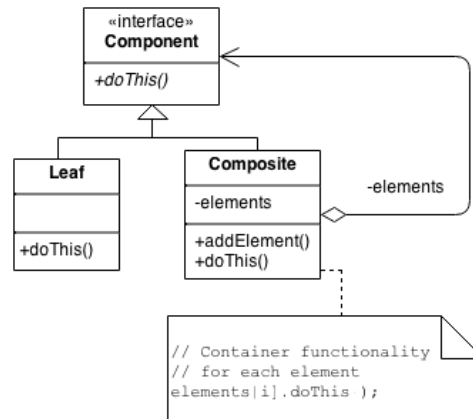 «interface»
Component
+doThis()
Leaf
+doThis()
Composite
-elements
+addElement()
+doThis()
-elements
// Container functionality
// for each element
elements|i].doThis );